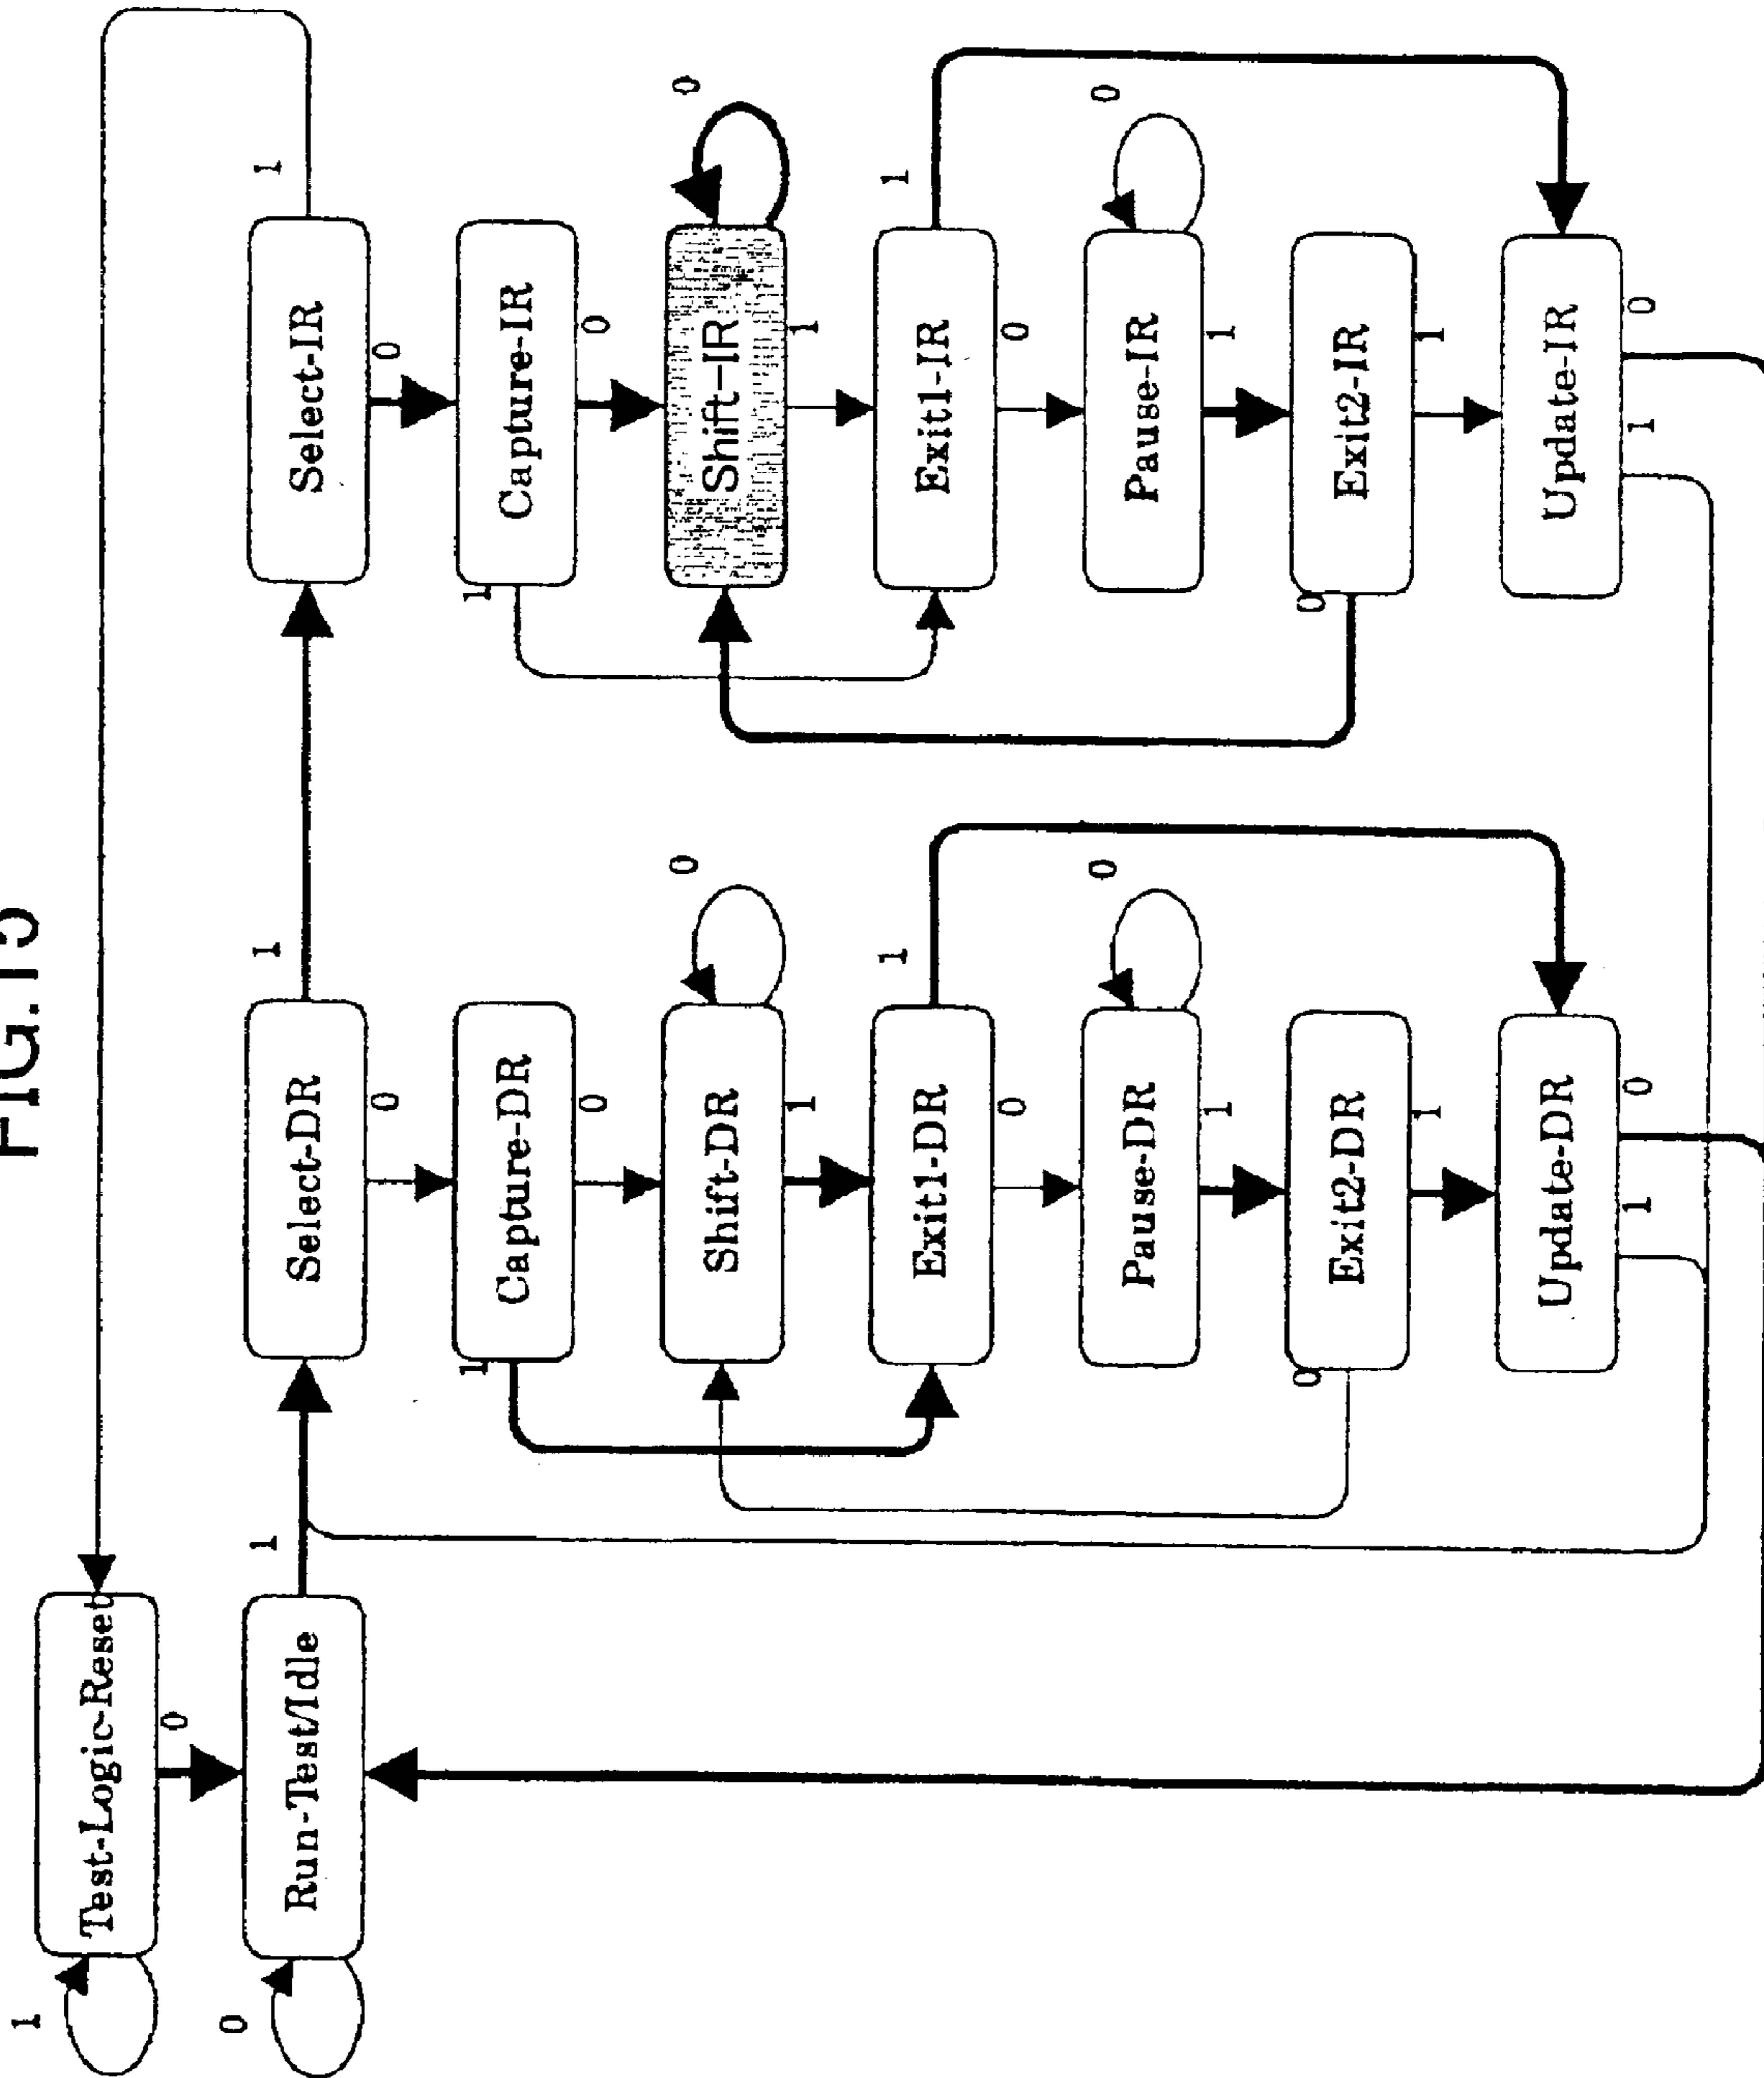 FIG.15
1
Test-Logic-Reset
0
0
Run-Test/Idle
1
Select-DR
1
0
Select-IR
1
0
Capture-DR
1
0
Capture-IR
1
0
Shift-DR
0
1
Shift-IR
0
1
Exit1-DR
1
0
Exit1-IR
1
0
Pause-DR
0
1
Pause-IR
0
1
Exit2-DR
0
1
Exit2-IR
0
1
Update-DR
1
0
Update-IR
1
0